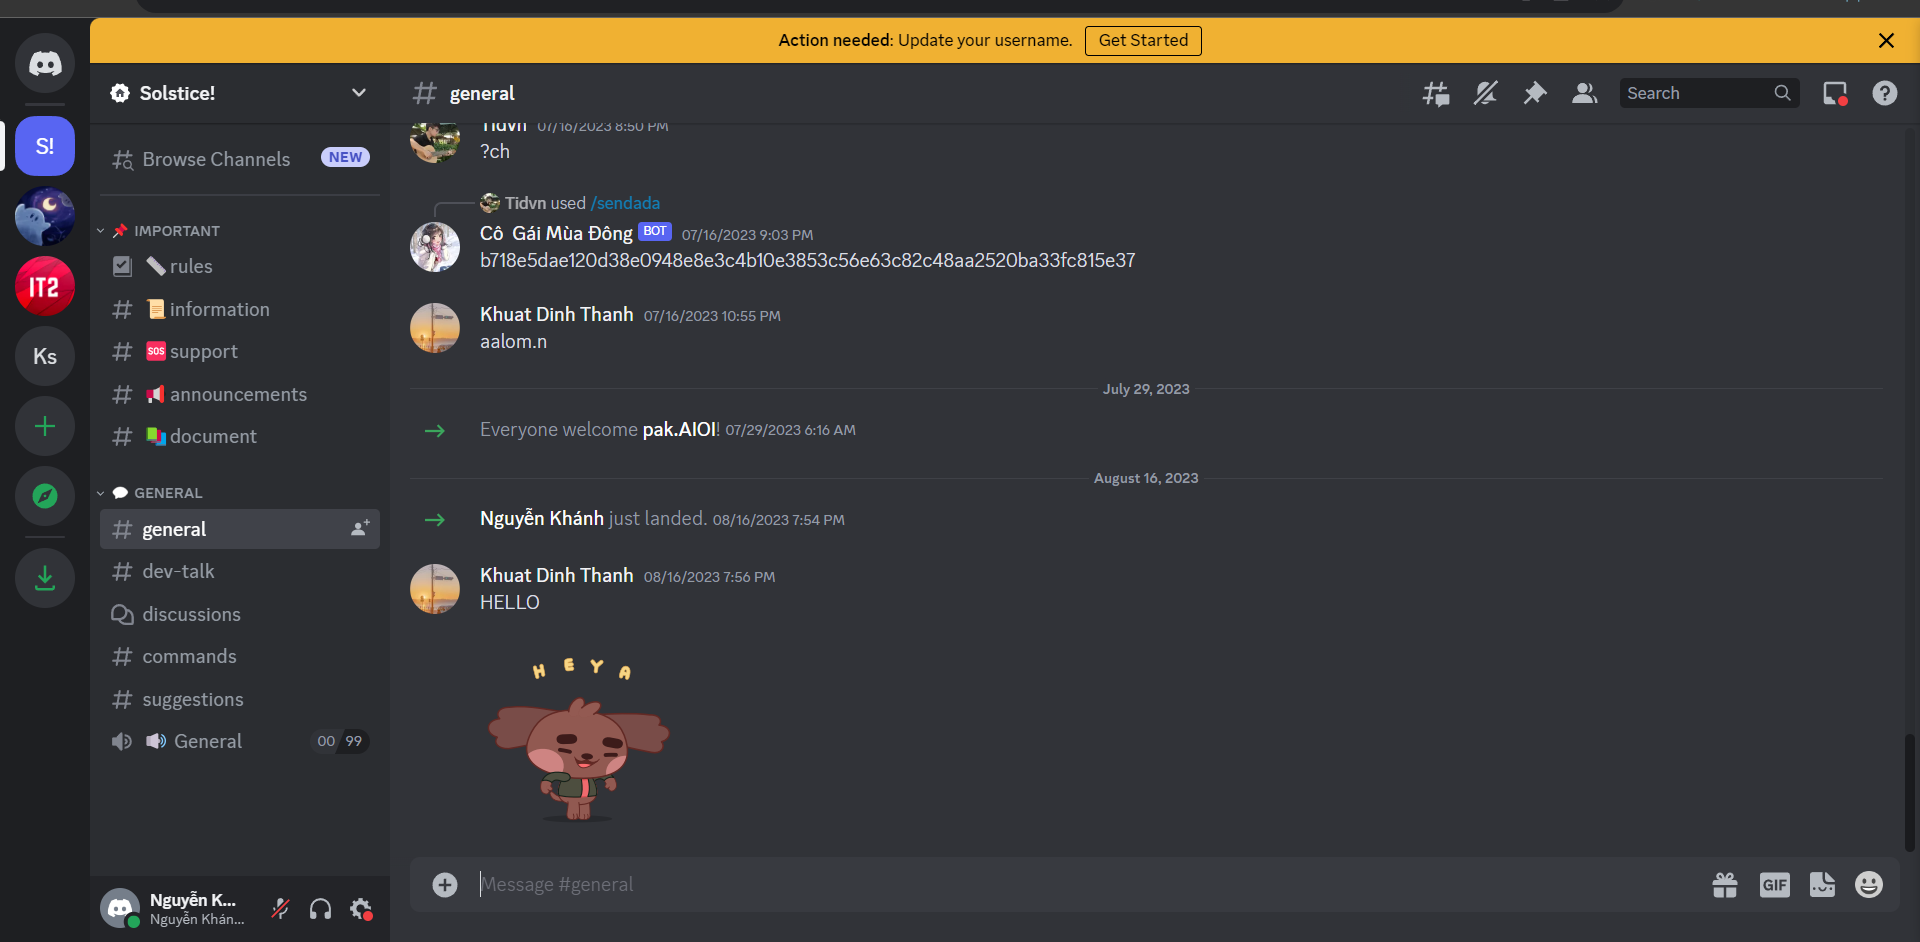 Action needed: Update your username. Get Started
S!
IT2
Ks
Solstice!
Browse Channels NEW
IMPORTANT
rules
information
SOS support
announcements
document
GENERAL
general
dev-talk
discussions
commands
suggestions
General 00 99
Nguyễn K...
Nguyễn Khán...
general
Search
Tidvn 07/16/2023 8:50 PM
?ch
Tidvn used /sendada
Cô Gái Mùa Đông BOT 07/16/2023 9:03 PM
b718e5dae120d38e0948e8e3c4b10e3853c56e63c82c48aa2520ba33fc815e37
Khuat Dinh Thanh 07/16/2023 10:55 PM
aalom.n
July 29, 2023
Everyone welcome pak.AIOI! 07/29/2023 6:16 AM
August 16, 2023
Nguyễn Khánh just landed. 08/16/2023 7:54 PM
Khuat Dinh Thanh 08/16/2023 7:56 PM
HELLO
HEYA
Message #general
GIF